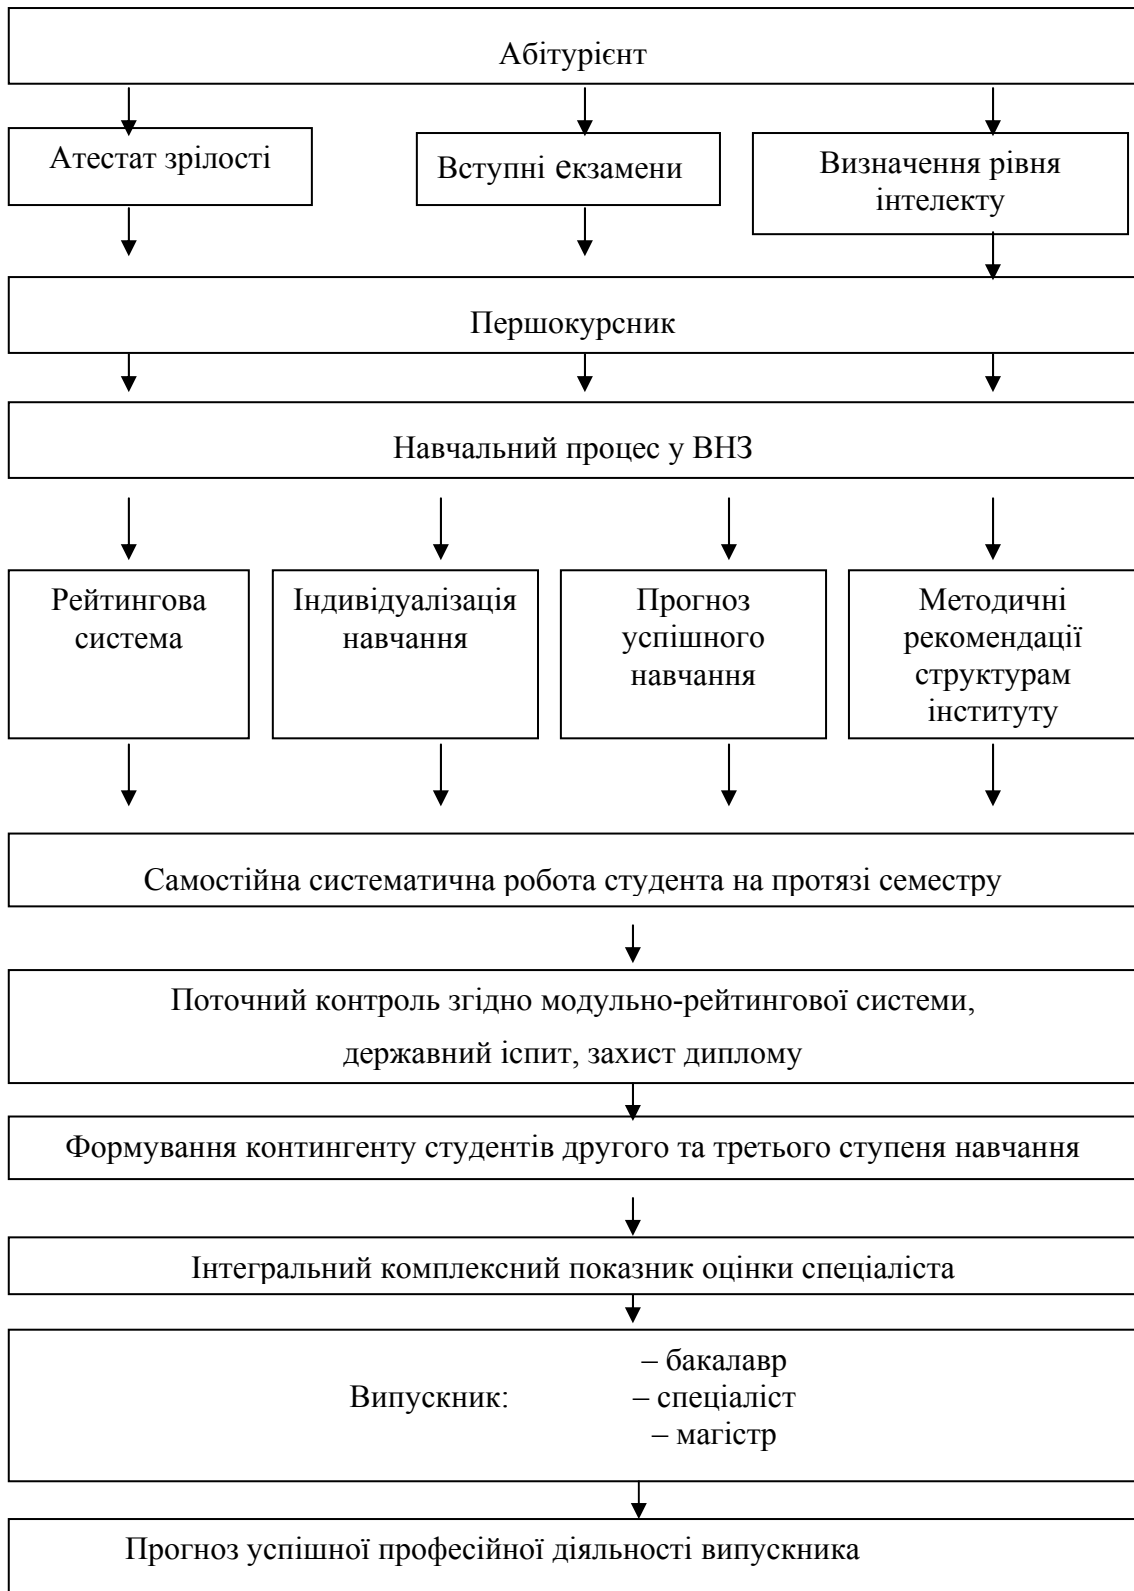 Абітурієнт
Атестат зрілості
Вступні екзамени
Визначення рівня
інтелекту
Першокурсник
Навчальний процес у ВНЗ
Рейтингова
система
Індивідуалізація
навчання
Прогноз
успішного
навчання
Методичні
рекомендації
структурам
інституту
Самостійна систематична робота студента на протязі семестру
Поточний контроль згідно модульно-рейтингової системи,
державний іспит, захист диплому
Формування контингенту студентів другого та третього ступеня навчання
Інтегральний комплексний показник оцінки спеціаліста
– бакалавр
Випускник: – спеціаліст
– магістр
Прогноз успішної професійної діяльності випускника